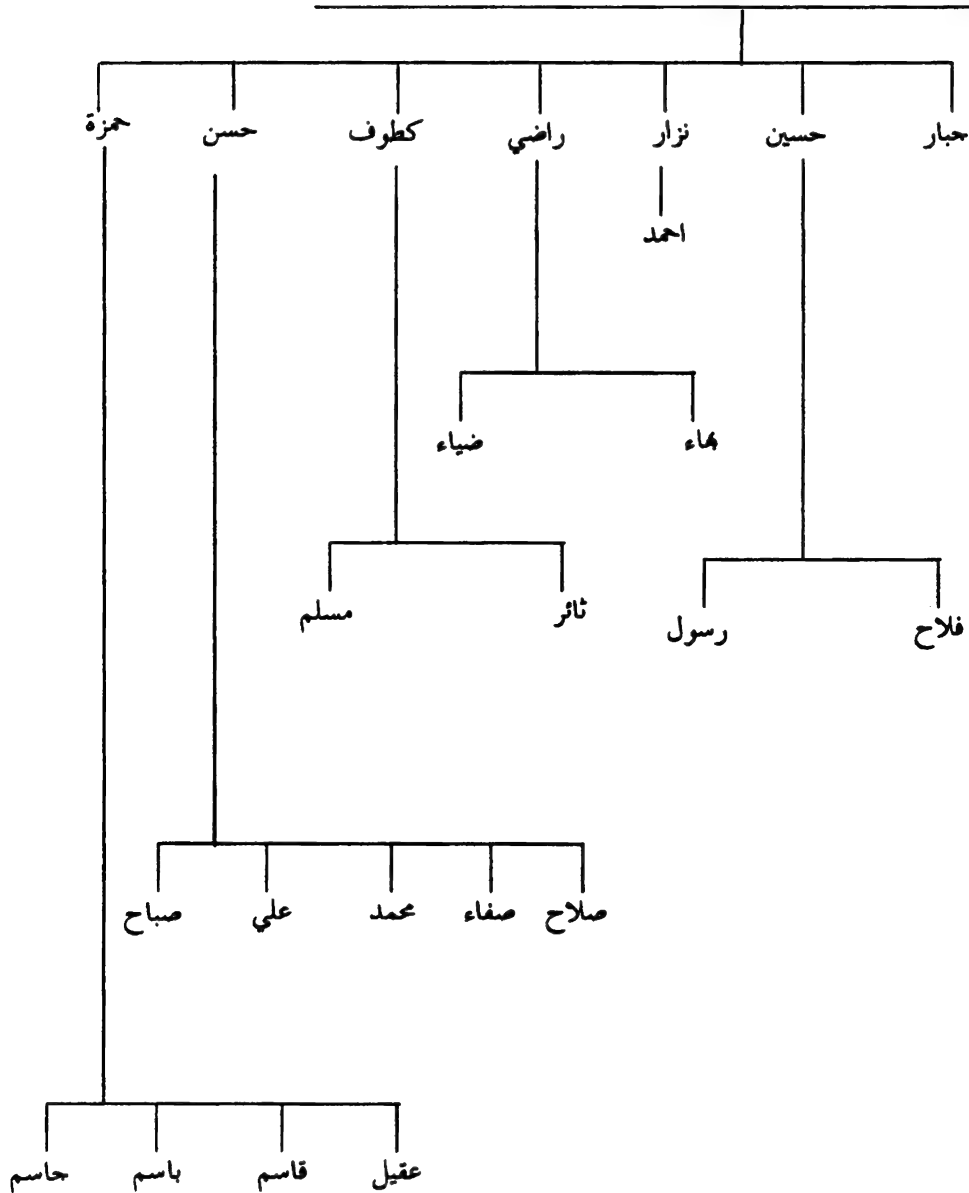 جبار حسين نزار راضي كطوف حسن حمزة
احمد
بهاء ضياء
فلاح رسول
ثائر مسلم
صلاح صفاء محمد علي صباح
عقيل قاسم باسم جاسم